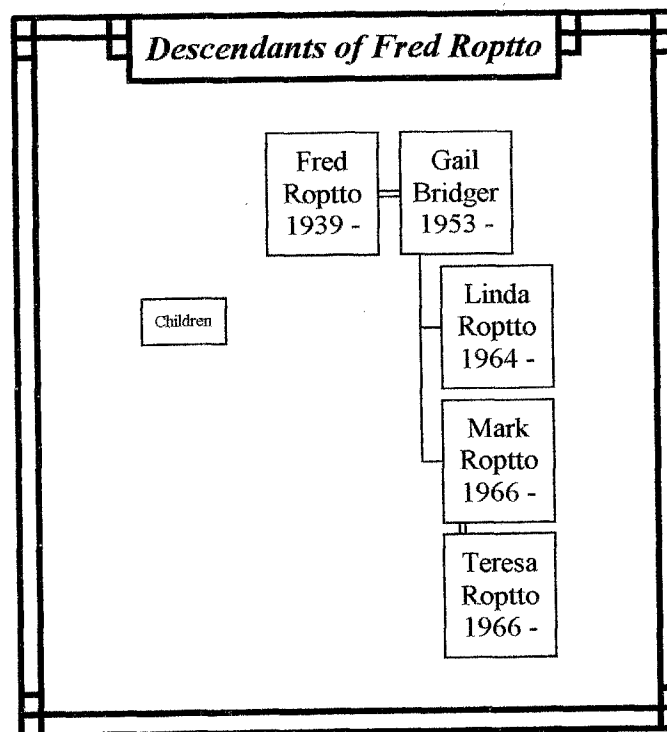 Descendants of Fred Roptto
Fred
Roptto
1939 -
Gail
Bridger
1953 -
Children
Linda
Roptto
1964 -
Mark
Roptto
1966 -
Teresa
Roptto
1966 -